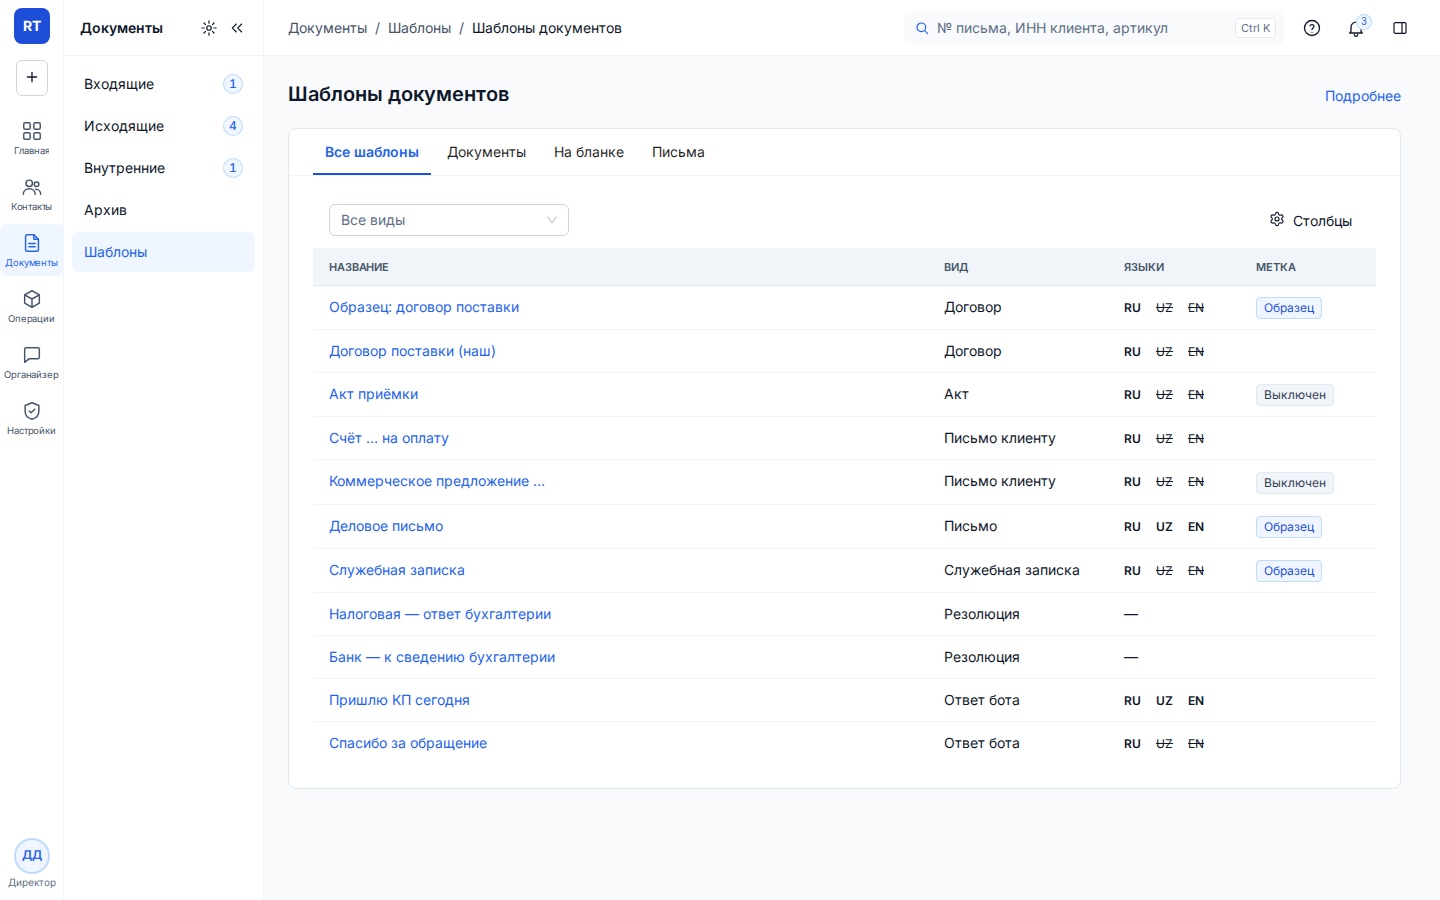 RT
Документы
Документы / Шаблоны / Шаблоны документов
№ письма, ИНН клиента, артикул
Ctrl K
3
Главная
Контакты
Документы
Операции
Органайзер
Настройки
ДД
Директор
Входящие 1
Исходящие 4
Внутренние 1
Архив
Шаблоны
Шаблоны документов
Подробнее
Все шаблоны Документы На бланке Письма
Все виды
Столбцы
НАЗВАНИЕ ВИД ЯЗЫКИ МЕТКА
Образец: договор поставки Договор RU UZ EN Образец
Договор поставки (наш) Договор RU UZ EN
Акт приёмки Акт RU UZ EN Выключен
Счёт ... на оплату Письмо клиенту RU UZ EN
Коммерческое предложение ... Письмо клиенту RU UZ EN Выключен
Деловое письмо Письмо RU UZ EN Образец
Служебная записка Служебная записка RU UZ EN Образец
Налоговая — ответ бухгалтерии Резолюция —
Банк — к сведению бухгалтерии Резолюция —
Пришлю КП сегодня Ответ бота RU UZ EN
Спасибо за обращение Ответ бота RU UZ EN